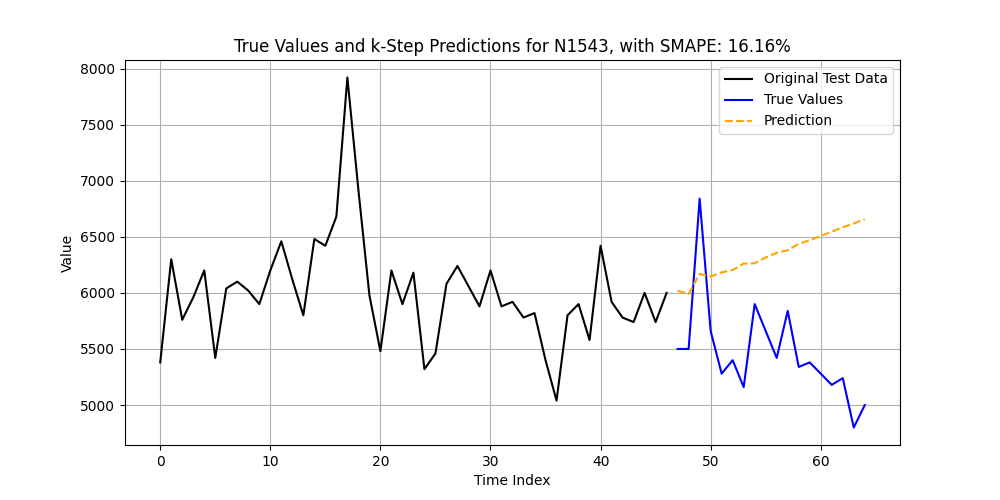 True Values and k-Step Predictions for N1543, with SMAPE: 16.16%
Original Test Data
True Values
Prediction
Value
8000
7500
7000
6500
6000
5500
5000
0 10 20 30 40 50 60
Time Index